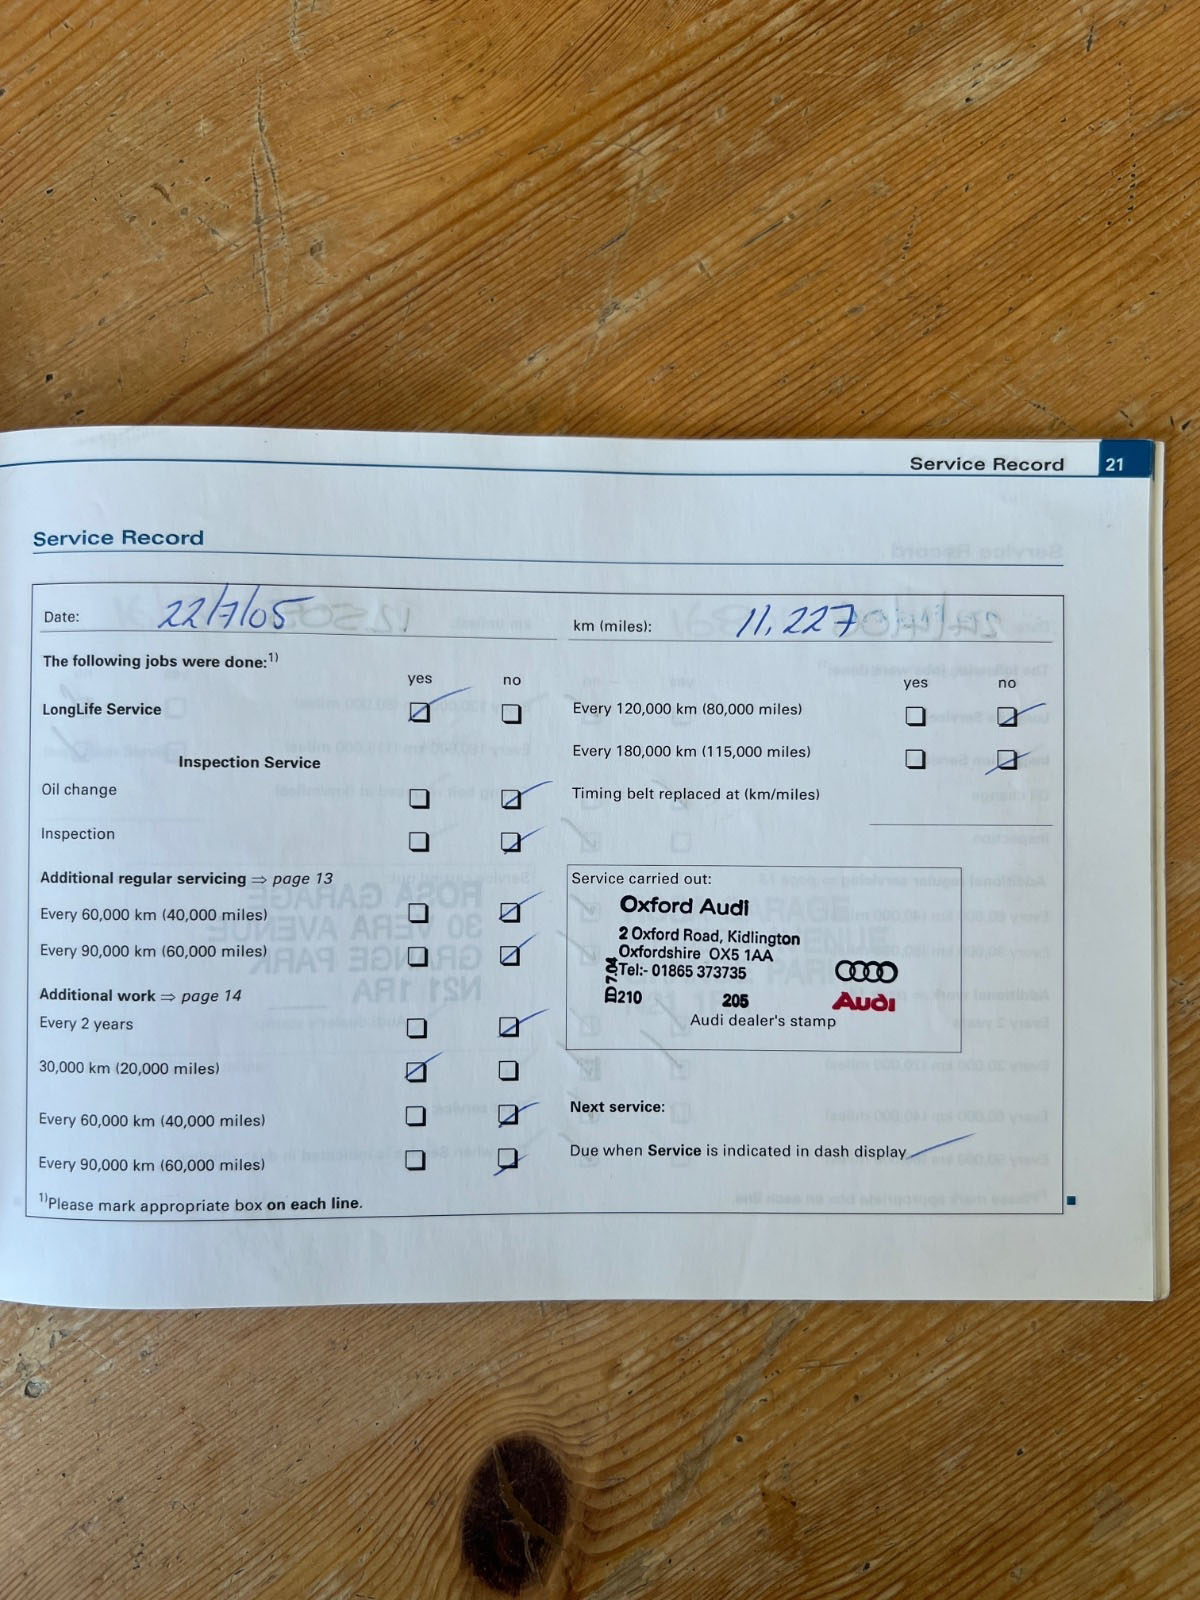 Service Record 21
Service Record
Date: 22/7/05 km (miles): 11,227
The following jobs were done:1)
yes no yes no
LongLife Service Every 120,000 km (80,000 miles)
Every 180,000 km (115,000 miles)
Inspection Service
Oil change Timing belt replaced at (km/miles)
Inspection
Additional regular servicing ⇒ page 13
Every 60,000 km (40,000 miles)
Every 90,000 km (60,000 miles)
Additional work ⇒ page 14
Every 2 years
30,000 km (20,000 miles)
Every 60,000 km (40,000 miles)
Every 90,000 km (60,000 miles)
1)Please mark appropriate box on each line.
Service carried out:
Oxford Audi
2 Oxford Road, Kidlington
Oxfordshire OX5 1AA
Tel:- 01865 373735
210 205 Audi
Audi dealer's stamp
Next service:
Due when Service is indicated in dash display